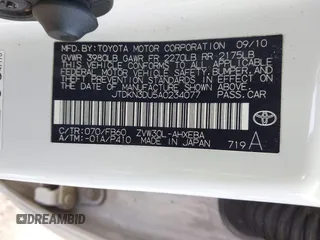 MFD. BY: TOYOTA MOTOR CORPORATION 09/10
GVWR 3980LB GAWR FR 2270LB RR 2175LB
THIS VEHICLE CONFORMS TO ALL APPLICABLE
FEDERAL MOTOR VEHICLE SAFETY, BUMPER,
AND THEFT PREVENTION STANDARDS IN EFFECT
ON THE DATE OF MANUFACTURE SHOWN ABOVE.
JTDKN3DU5A0234077 PASS.CAR
C/TR: 070/FB60 ZVW30L-AHXEBA
A/TM: -01A/P410 MADE IN JAPAN 719 A
TOYOTA
DREAMBID